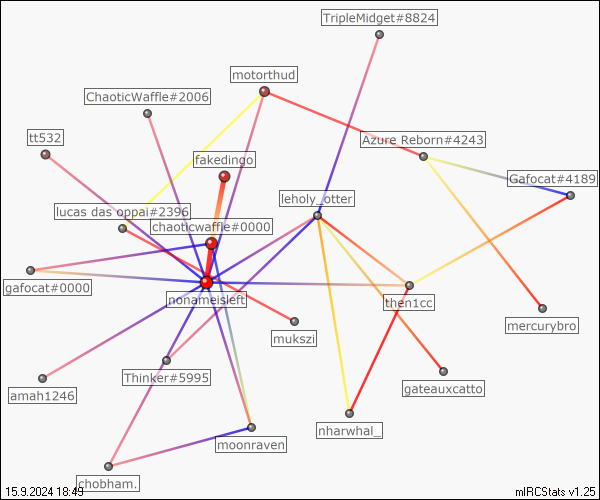 TripleMidget#8824
motorthud
ChaoticWaffle#2006
tt532
Azure Reborn#4243
fakedingo
Gafocat#4189
leholy_otter
lucas das oppai#2396
chaoticwaffle#0000
gafocat#0000
nonameisleft
then1cc
mercurybro
mukszi
Thinker#5995
gateauxcatto
amah1246
nharwhal_
moonraven
chobham.
15.9.2024 18:49
mIRCStats v1.25